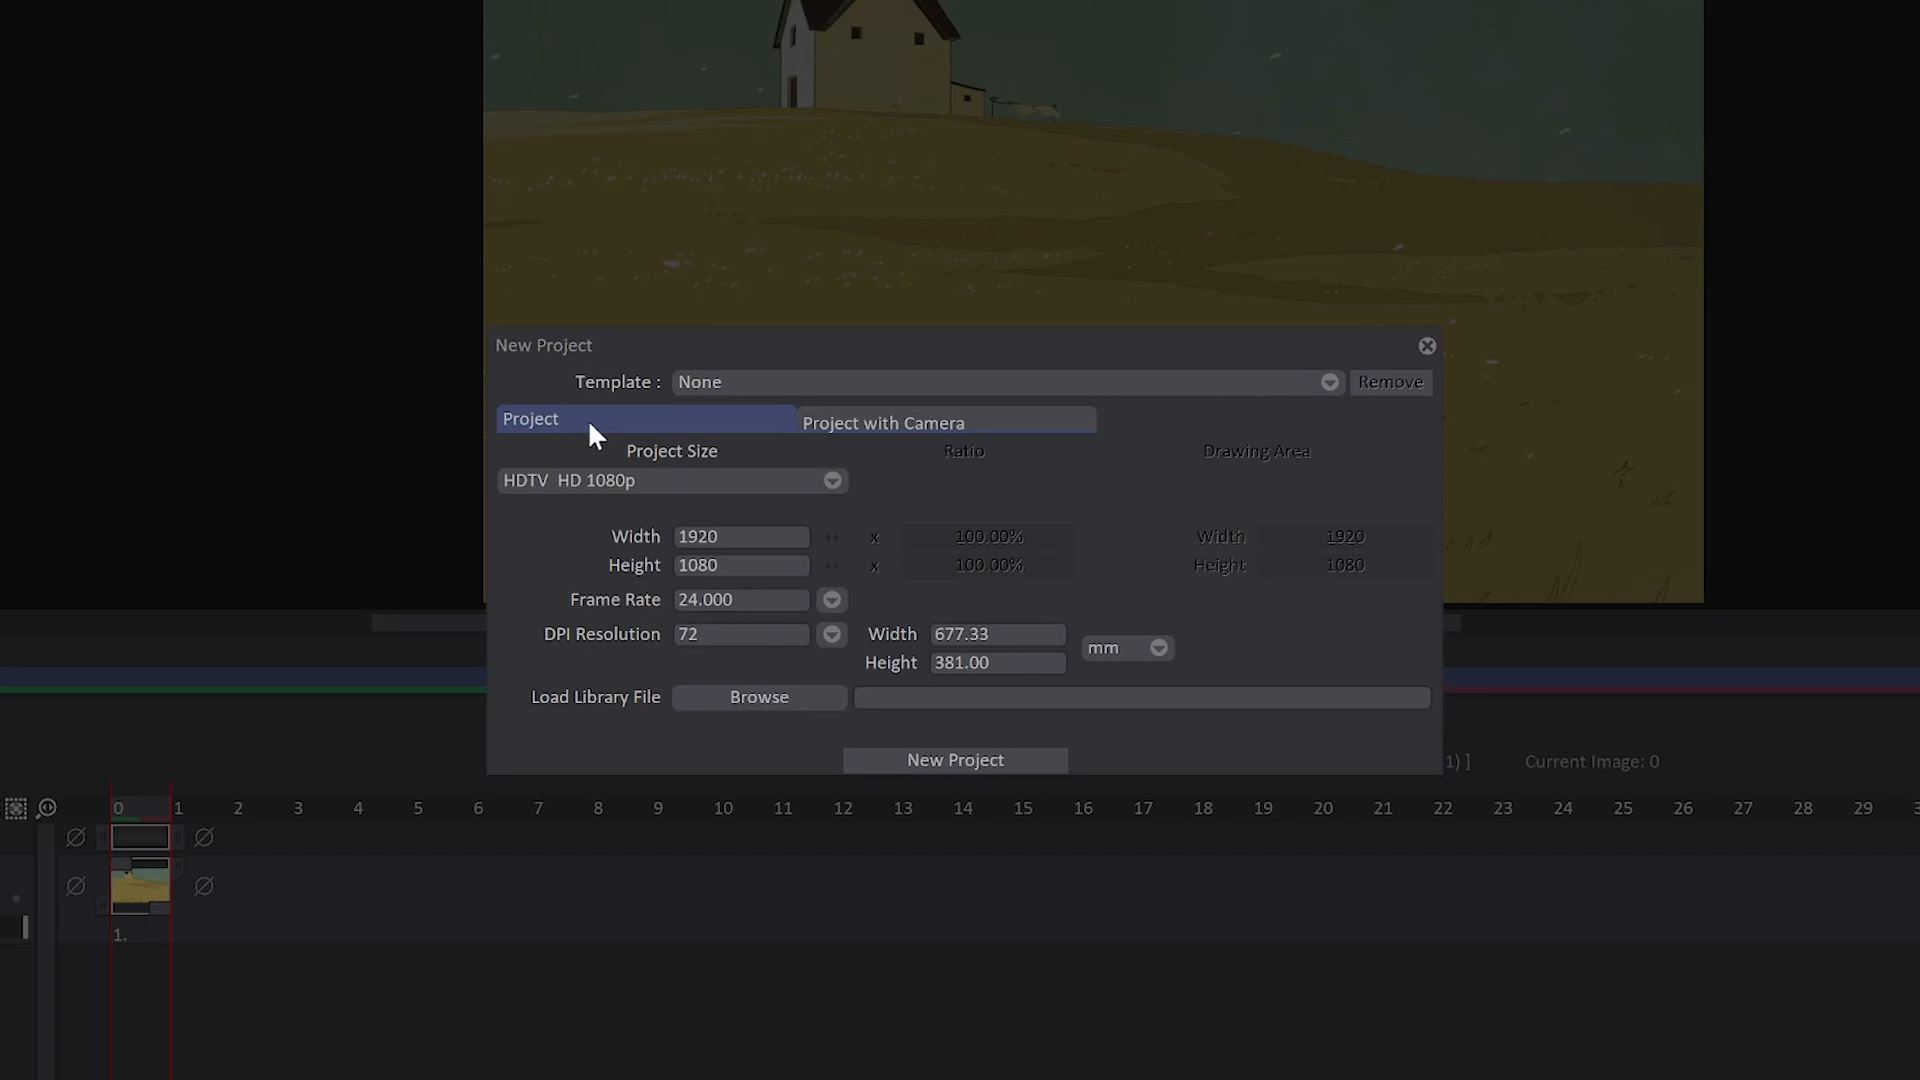 New Project
Template : None Remove
Project Project with Camera
Project Size Ratio Drawing Area
HDTV HD 1080p
Width 1920 x 100.00% Width 1920
Height 1080 x 100.00% Height 1080
Frame Rate 24.000
DPI Resolution 72 Width 677.33 mm
Height 381.00
Load Library File Browse
New Project
1) ] Current Image: 0
0 1 2 3 4 5 6 7 8 9 10 11 12 13 14 15 16 17 18 19 20 21 22 23 24 25 26 27 28 29 3
1.